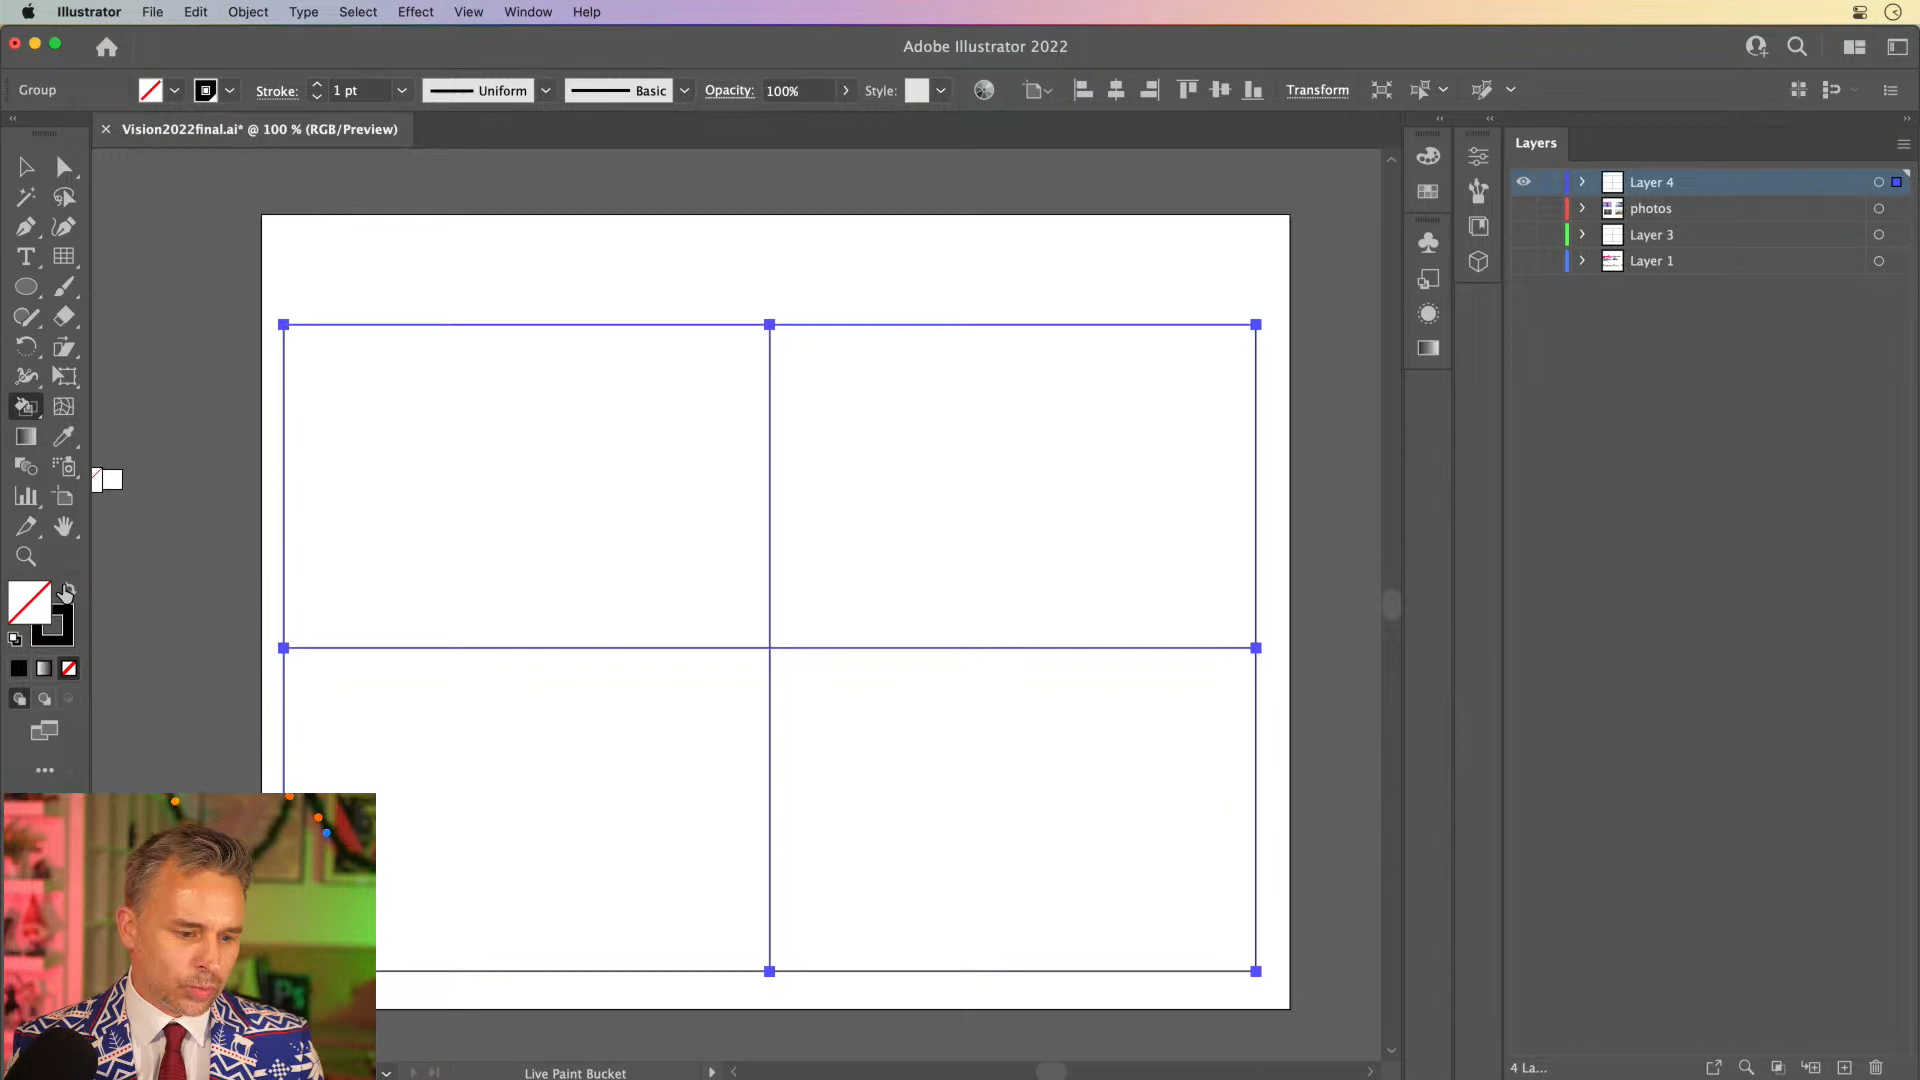 Illustrator File Edit Object Type Select Effect View Window Help
Adobe Illustrator 2022
Group Stroke: 1 pt Uniform Basic Opacity: 100% Style: Transform
Vision2022final.ai* @ 100 % (RGB/Preview)
Layers
Layer 4
photos
Layer 3
Layer 1
Live Paint Bucket
4 La...